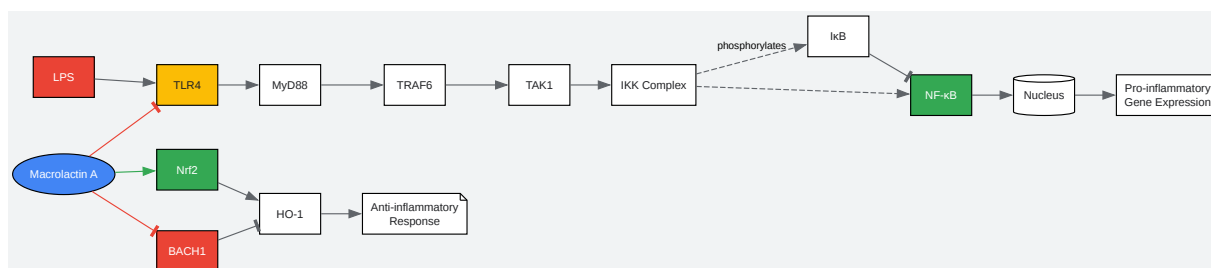 phosphorylates
IκB
LPS
TLR4
MyD88
TRAF6
TAK1
IKK Complex
NF-κB
Nucleus
Pro-inflammatory
Gene Expression
Macrolactin A
Nrf2
HO-1
Anti-inflammatory
Response
BACH1